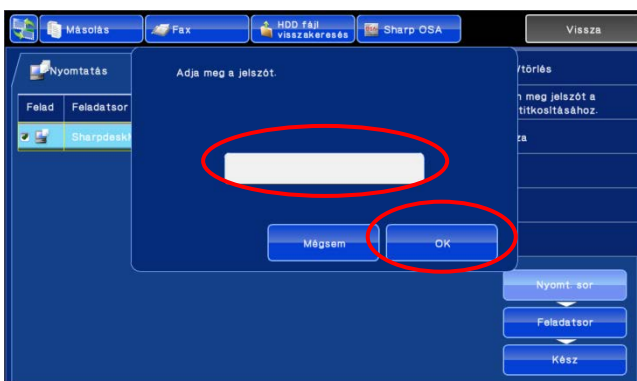 Másolás
Fax
HDD fájl
visszakeresés
Sharp OSA
Vissza
Nyomtatás
Adja meg a jelszót.
/törlés
Felad
Feladatsor
meg jelszót a
titkosításához.
Sharpdesk
za
Mégsem
OK
Nyomt. sor
Feladatsor
Kész